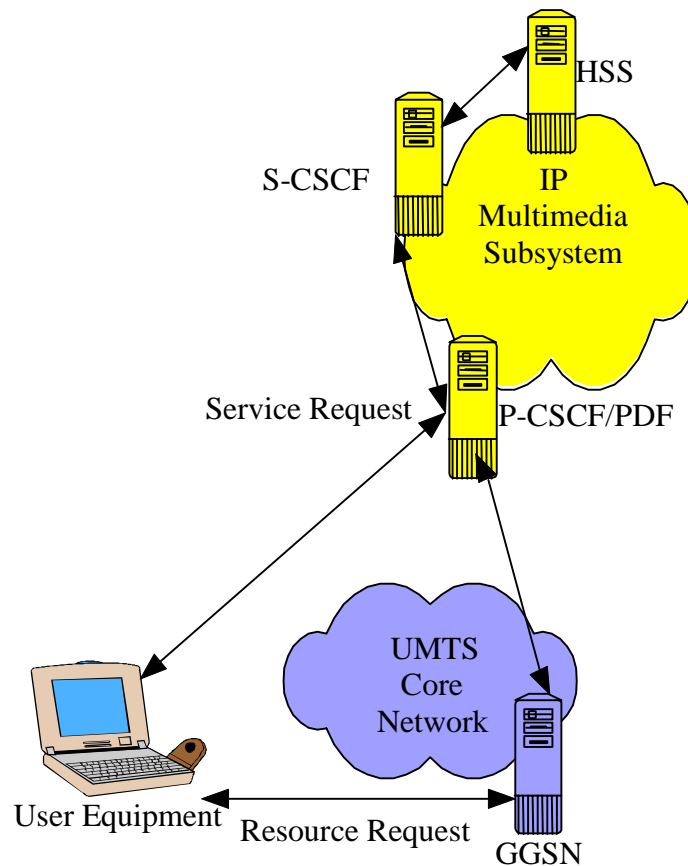 HSS
S-CSCF
IP
Multimedia
Subsystem
Service Request
P-CSCF/PDF
UMTS
Core
Network
User Equipment
Resource Request
GGSN